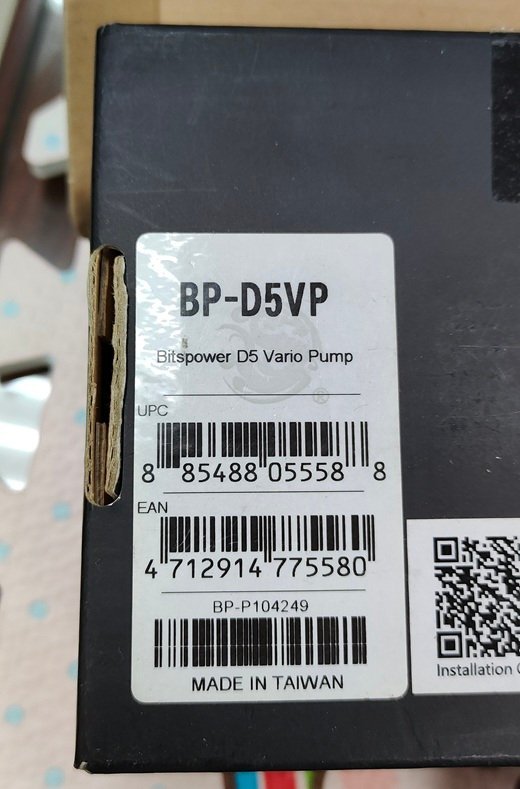 BP-D5VP
Bitspower D5 Vario Pump
®
UPC
8 85488 05558 8
EAN
4 712914 775580
BP-P104249
MADE IN TAIWAN
Installation